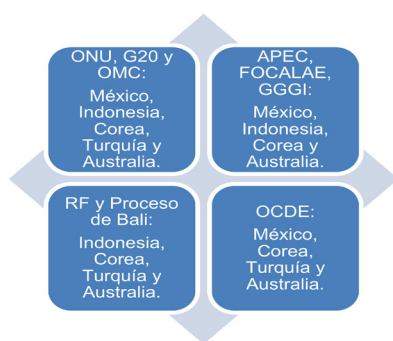 ONU, G20 y
OMC:
México,
Indonesia,
Corea,
Turquía y
Australia.
APEC,
FOCALAE,
GGGI:
México,
Indonesia,
Corea y
Australia.
RF y Proceso
de Bali:
Indonesia,
Corea,
Turquía y
Australia.
OCDE:
México,
Corea,
Turquía y
Australia.